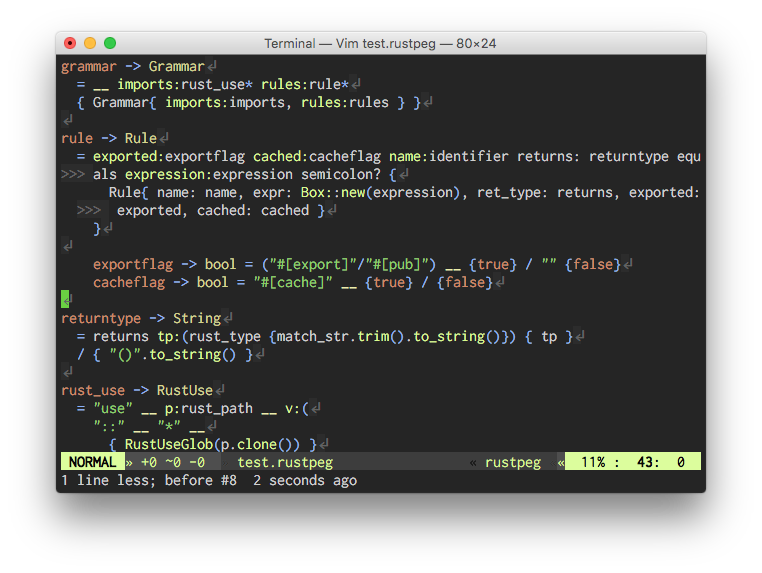 Terminal — Vim test.rustpeg — 80×24
grammar -> Grammar↲
  = __ imports:rust_use* rules:rule*↲
  { Grammar{ imports:imports, rules:rules } }↲
↲
rule -> Rule↲
  = exported:exportflag cached:cacheflag name:identifier returns: returntype equ
>>> als expression:expression semicolon? {↲
      Rule{ name: name, expr: Box::new(expression), ret_type: returns, exported:
  >>>  exported, cached: cached }↲
    }↲
↲
    exportflag -> bool = ("#[export]"/"#[pub]") __ {true} / "" {false}↲
    cacheflag -> bool = "#[cache]" __ {true} / {false}↲
↲
returntype -> String↲
  = returns tp:(rust_type {match_str.trim().to_string()}) { tp }↲
  / { "()".to_string() }↲
↲
rust_use -> RustUse↲
  = "use" __ p:rust_path __ v:(↲
    "::" __ "*" __↲
      { RustUseGlob(p.clone()) }↲
NORMAL » +0 ~0 -0  test.rustpeg « rustpeg « 11% : 43: 0
1 line less; before #8  2 seconds ago